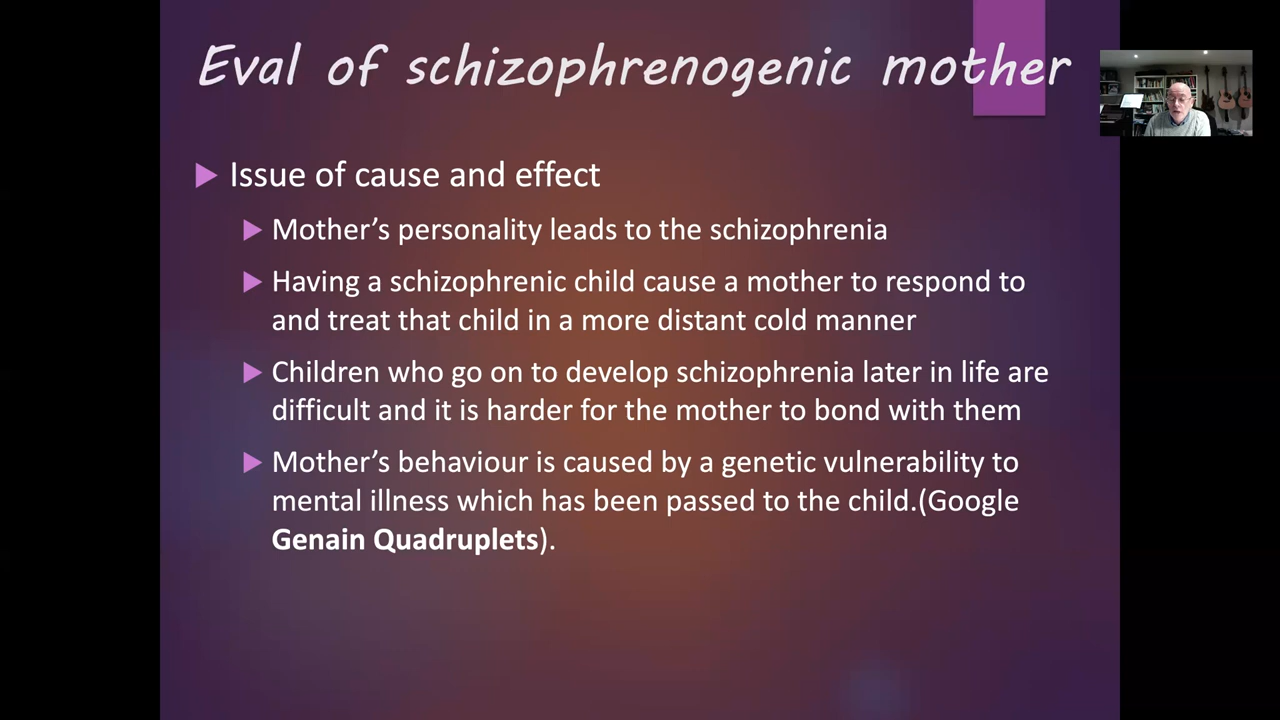 Eval of schizophrenogenic mother
Issue of cause and effect
Mother’s personality leads to the schizophrenia
Having a schizophrenic child cause a mother to respond to
and treat that child in a more distant cold manner
Children who go on to develop schizophrenia later in life are
difficult and it is harder for the mother to bond with them
Mother’s behaviour is caused by a genetic vulnerability to
mental illness which has been passed to the child.(Google
Genain Quadruplets).